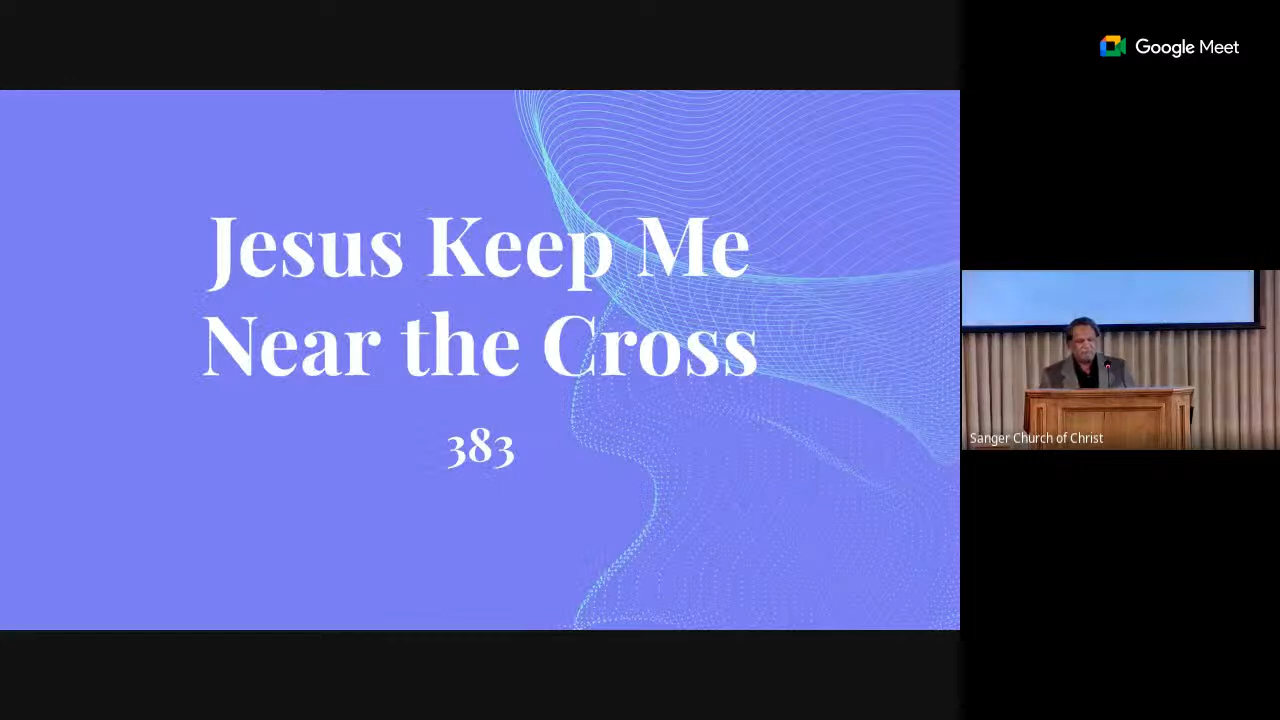 Jesus Keep Me
Near the Cross
383
Google Meet
Sanger Church of Christ